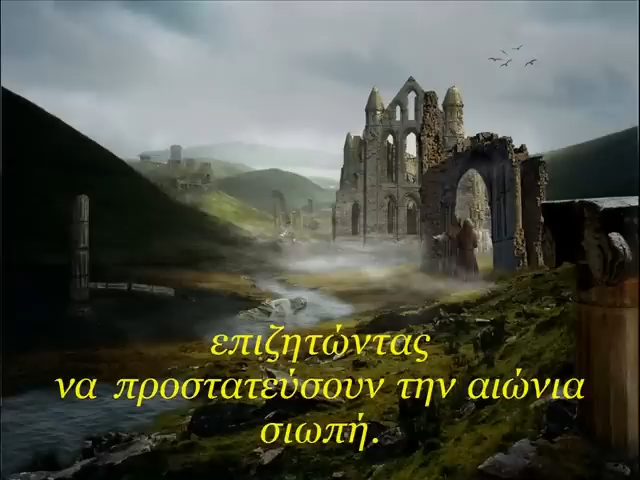 επιζητώντας
να προστατεύσουν την αιώνια
σιωπή.